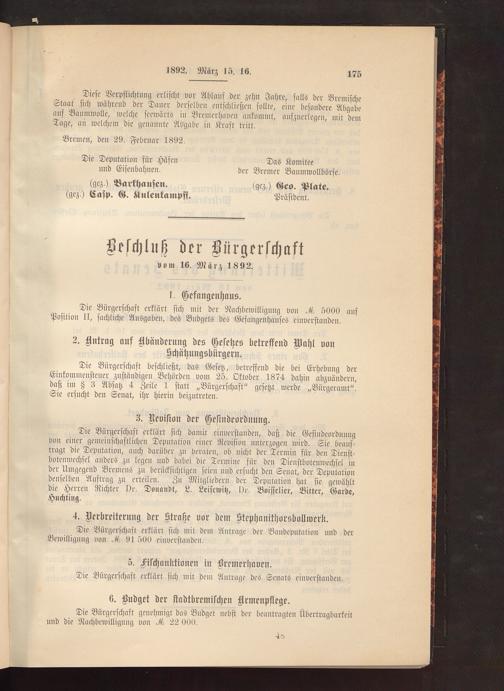 1892. März 15. 16.
175
Diese Verpflichtung erlischt vor Ablauf der zehn Jahre, falls der Bremische
Staat sich während der Dauer derselben entschließen sollte, eine besondere Abgabe
auf Baumwolle, welche seewärts in Bremerhaven ankommt, aufzuerlegen, mit dem
Tage, an welchem die genannte Abgabe in Kraft tritt.
Bremen, den 29. Februar 1892.
Die Deputation für Häfen
und Eisenbahnen.
(gez.) Barkhausen.
(gez.) Casp. G. Kulenkampff.
Das Komitee
der Bremer Baumwollbörse.
(gez.) Geo. Plate.
Präsident.
Beschluß der Bürgerschaft
vom 16. März 1892.
1. Gefangenhaus.
Die Bürgerschaft erklärt sich mit der Nachbewilligung von ℳ 5000 auf
Position II, sachliche Ausgaben, des Budgets des Gefangenhauses einverstanden.
2. Antrag auf Abänderung des Gesetzes betreffend Wahl von
Schätzungsbürgern.
Die Bürgerschaft beschließt, das Gesetz, betreffend die bei Erhebung der
Einkommensteuer zuständigen Behörden vom 25. Oktober 1874 dahin abzuändern,
daß im § 3 Absatz 4 Zeile 1 statt „Bürgerschaft" gesetzt werde „Bürgeramt".
Sie ersucht den Senat, ihr hierin beizutreten.
3. Revision der Gesindeordnung.
Die Bürgerschaft erklärt sich damit einverstanden, daß die Gesindeordnung
von einer gemeinschaftlichen Deputation einer Revision unterzogen wird. Sie beauf-
tragt die Deputation, auch darüber zu beraten, ob nicht der Termin für den Dienst-
botenwechsel anders zu legen und dabei die Termine für den Dienstbotenwechsel in
der Umgegend Bremens zu berücksichtigen seien und ersucht den Senat, der Deputation
denselben Auftrag zu erteilen. Zu Mitgliedern der Deputation hat sie gewählt
die Herren Richter Dr. Donandt, L. Leisewitz, Dr. Boisselier, Bitter, Garde,
Huchting.
4. Verbreiterung der Straße vor dem Stephanithorsbollwerk.
Die Bürgerschaft erklärt sich mit dem Antrage der Baudeputation und der
Bewilligung von ℳ 91 500 einverstanden.
5. Fischauktionen in Bremerhaven.
Die Bürgerschaft erklärt sich mit dem Antrage des Senats einverstanden.
6. Budget der stadtbremischen Armenpflege.
Die Bürgerschaft genehmigt das Budget nebst der beantragten Übertragbarkeit
und die Nachbewilligung von ℳ 22 000.